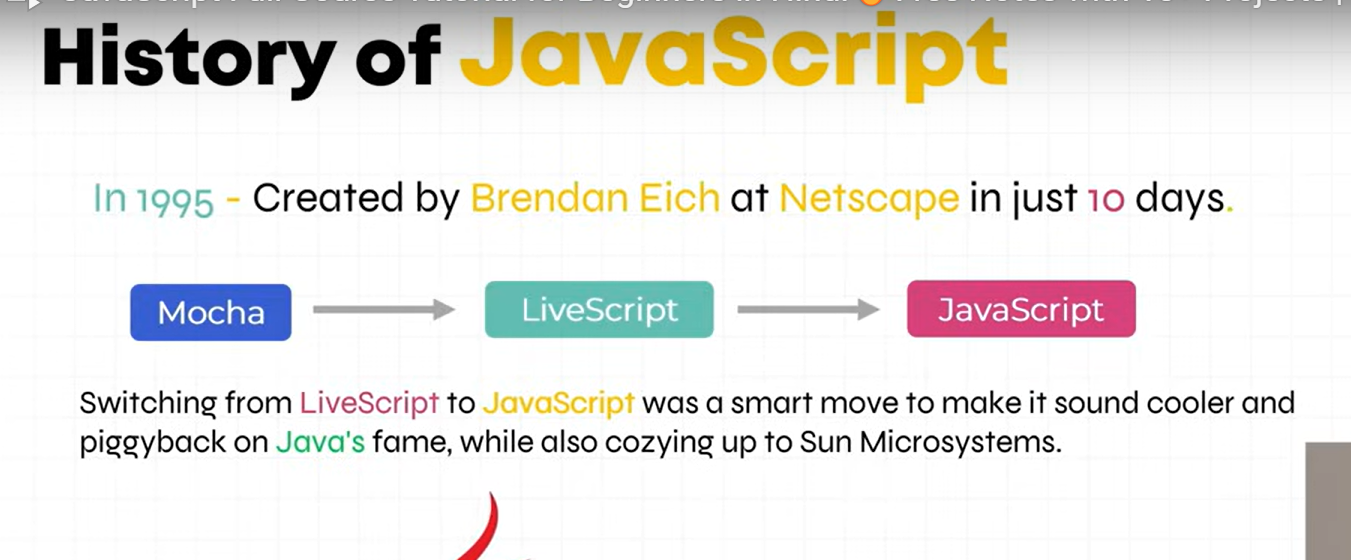 History of JavaScript
In 1995 - Created by Brendan Eich at Netscape in just 10 days.
Mocha
LiveScript
JavaScript
Switching from LiveScript to JavaScript was a smart move to make it sound cooler and
piggyback on Java's fame, while also cozying up to Sun Microsystems.